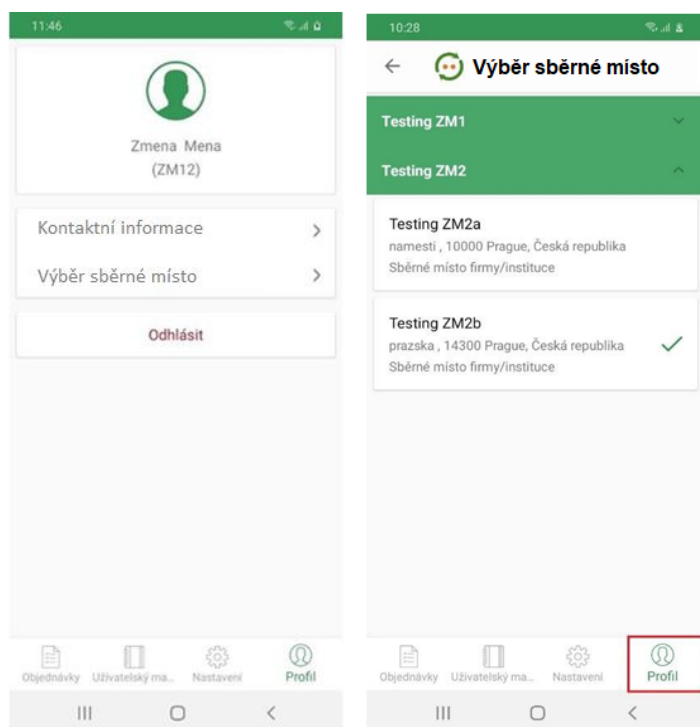 11:46
Zmena Mena
(ZM12)
Kontaktní informace
Výběr sběrné místo
Odhlásit
Objednávky Uživatelský ma... Nastavení Profil
10:28
Výběr sběrné místo
Testing ZM1
Testing ZM2
Testing ZM2a
namesti , 10000 Prague, Česká republika
Sběrné místo firmy/instituce
Testing ZM2b
prazska , 14300 Prague, Česká republika
Sběrné místo firmy/instituce
Objednávky Uživatelský ma... Nastavení Profil